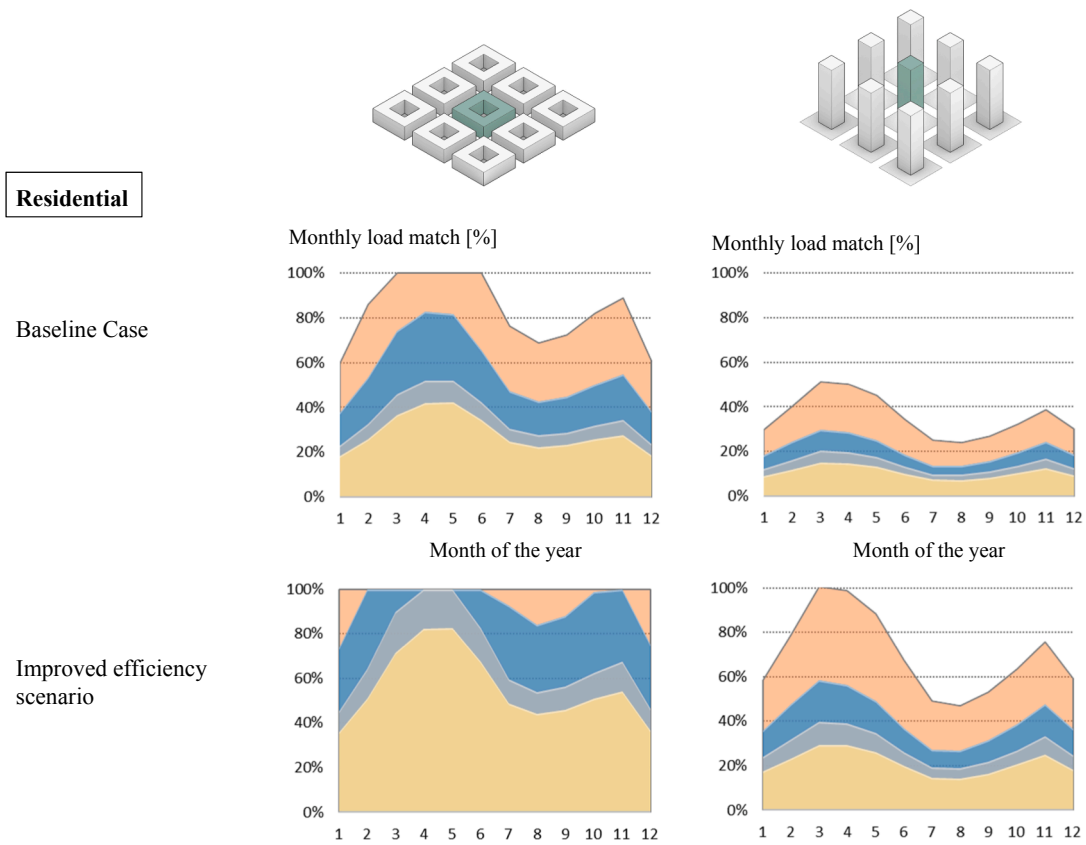 Residential
Monthly load match [%]
Monthly load match [%]
Baseline Case
100%
80%
60%
40%
20%
0%
1 2 3 4 5 6 7 8 9 10 11 12
Month of the year
100%
80%
60%
40%
20%
0%
1 2 3 4 5 6 7 8 9 10 11 12
Month of the year
Improved efficiency
scenario
100%
80%
60%
40%
20%
0%
1 2 3 4 5 6 7 8 9 10 11 12
100%
80%
60%
40%
20%
0%
1 2 3 4 5 6 7 8 9 10 11 12